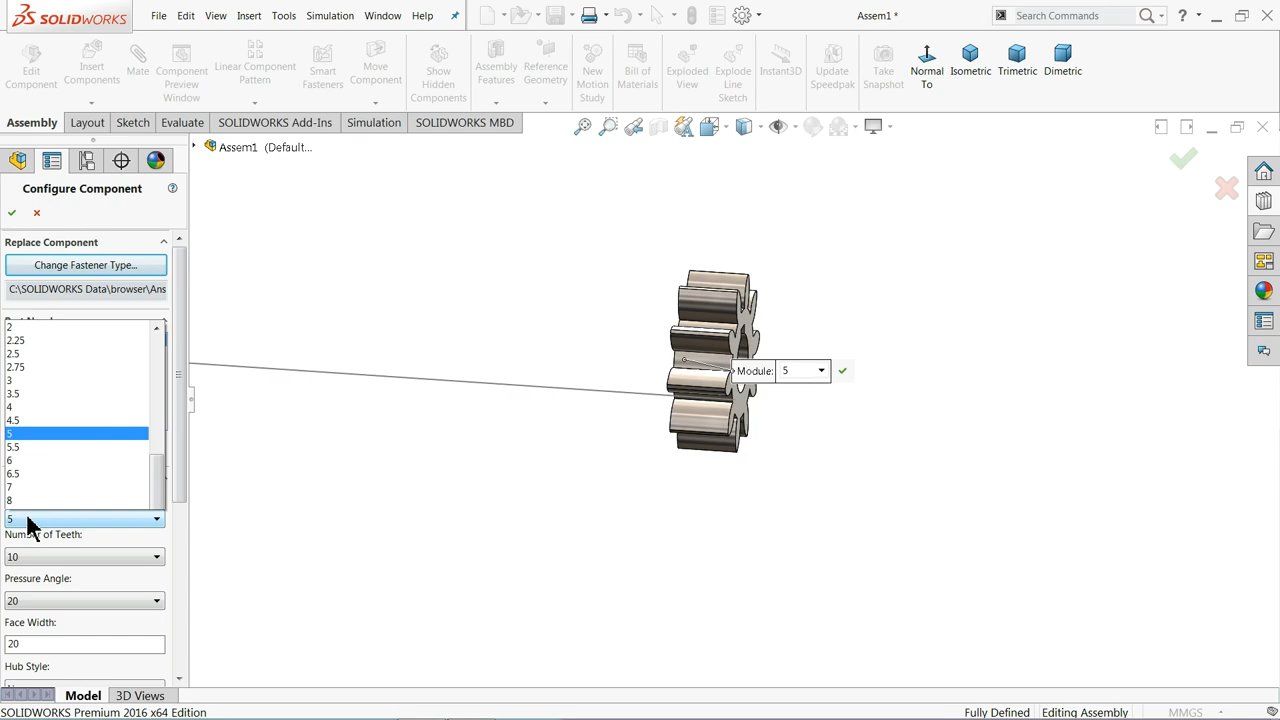 SOLIDWORKS
File Edit View Insert Tools Simulation Window Help
Assem1 *
Search Commands
?
Edit Component
Insert Components
Mate
Component Preview Window
Linear Component Pattern
Smart Fasteners
Move Component
Show Hidden Components
Assembly Features
Reference Geometry
New Motion Study
Bill of Materials
Exploded View
Explode Line Sketch
Instant3D
Update Speedpak
Take Snapshot
Normal To
Isometric
Trimetric
Dimetric
Assembly Layout Sketch Evaluate SOLIDWORKS Add-Ins Simulation SOLIDWORKS MBD
Assem1 (Default...
Configure Component
?
Replace Component
Change Fastener Type...
C:\SOLIDWORKS Data\browser\Ans
2
2.25
2.5
2.75
3
3.5
4
4.5
5
5.5
6
6.5
7
8
5
Number of Teeth:
10
Pressure Angle:
20
Face Width:
20
Hub Style:
Module: 5
Model 3D Views
SOLIDWORKS Premium 2016 x64 Edition
Fully Defined Editing Assembly MMGS